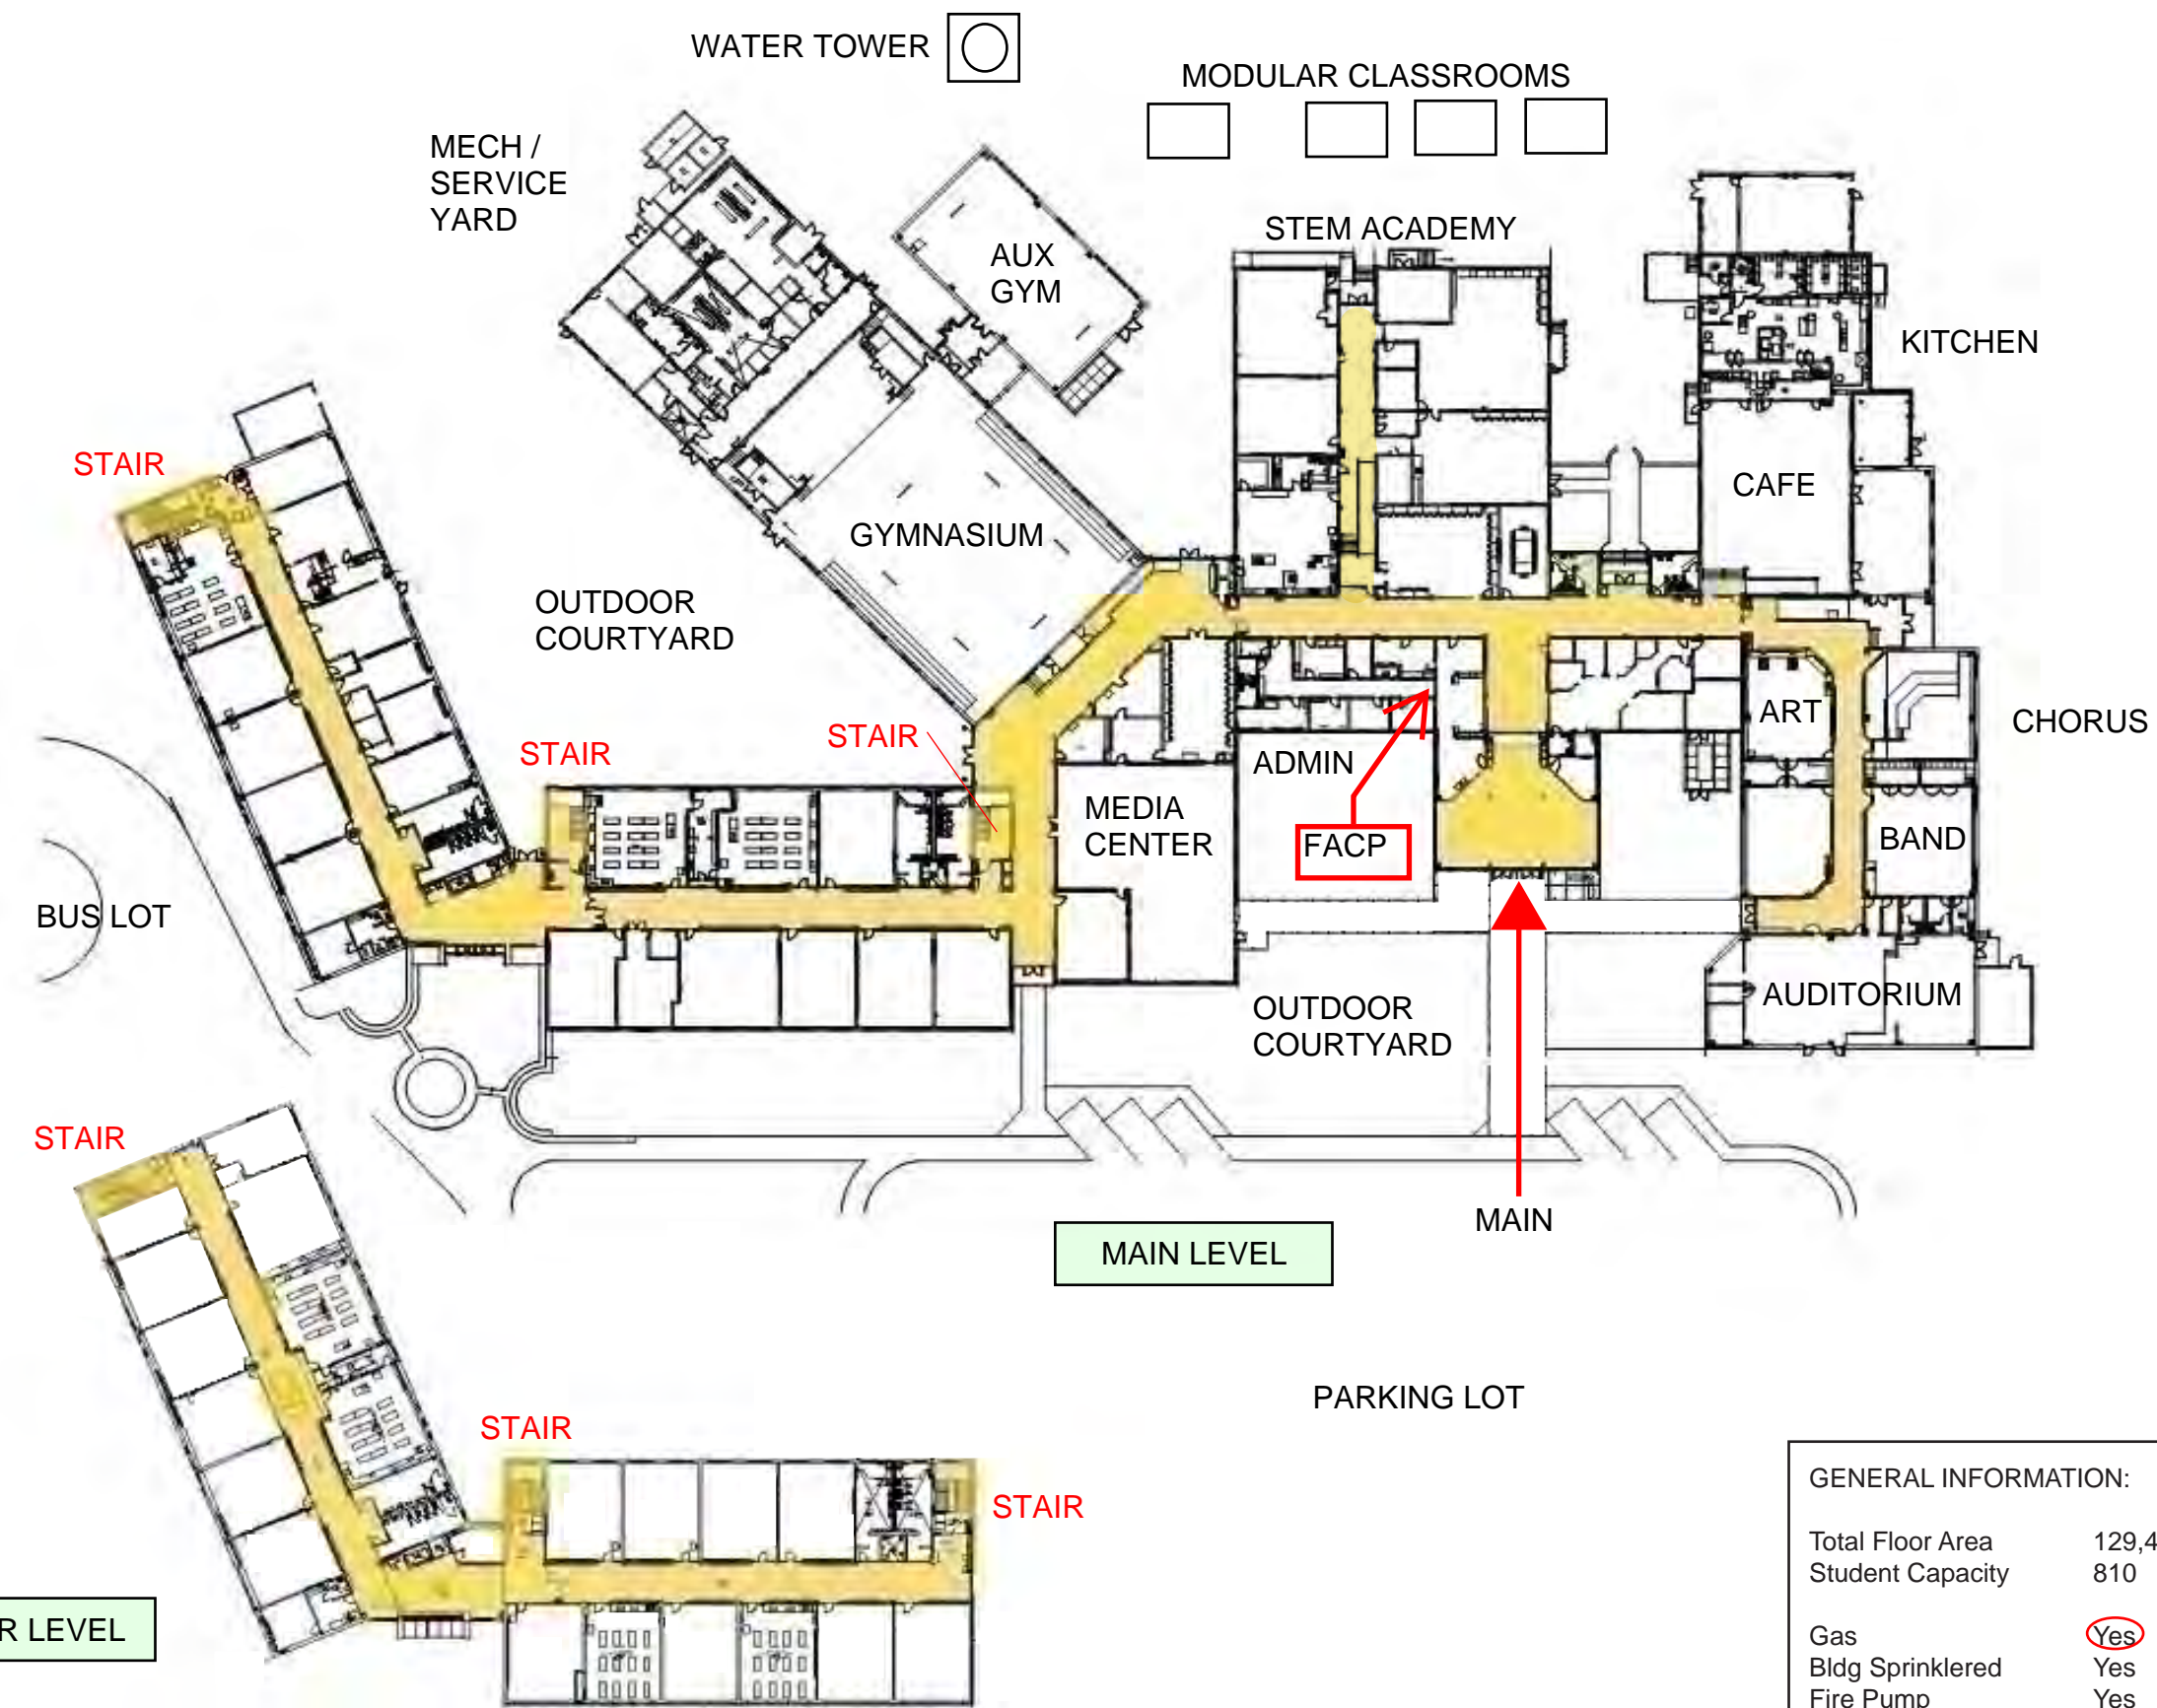 WATER TOWER
MODULAR CLASSROOMS
MECH /
SERVICE
YARD
STEM ACADEMY
AUX
GYM
KITCHEN
STAIR
CAFE
GYMNASIUM
OUTDOOR
COURTYARD
ART
CHORUS
STAIR
STAIR
ADMIN
MEDIA
CENTER
FACP
BAND
BUS LOT
AUDITORIUM
OUTDOOR
COURTYARD
STAIR
MAIN
MAIN LEVEL
PARKING LOT
STAIR
STAIR
R LEVEL
GENERAL INFORMATION:
Total Floor Area 129,4
Student Capacity 810
Gas Yes
Bldg Sprinklered Yes
Fire Pump Yes